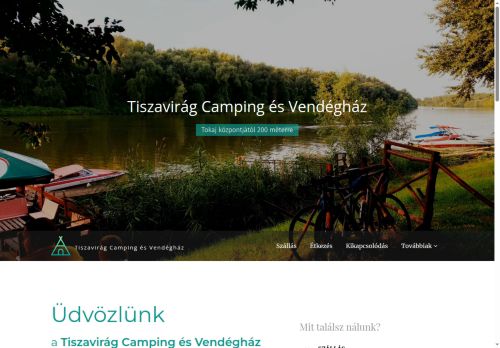 Tiszavirág Camping és Vendégház
Tokaj központjától 200 méterre
Tiszavirág Camping és Vendégház
Szállás Étkezés Kikapcsolódás Továbbiak
Üdvözlünk
a Tiszavirág Camping és Vendégház
Mit találsz nálunk?
SZÁLLÁS